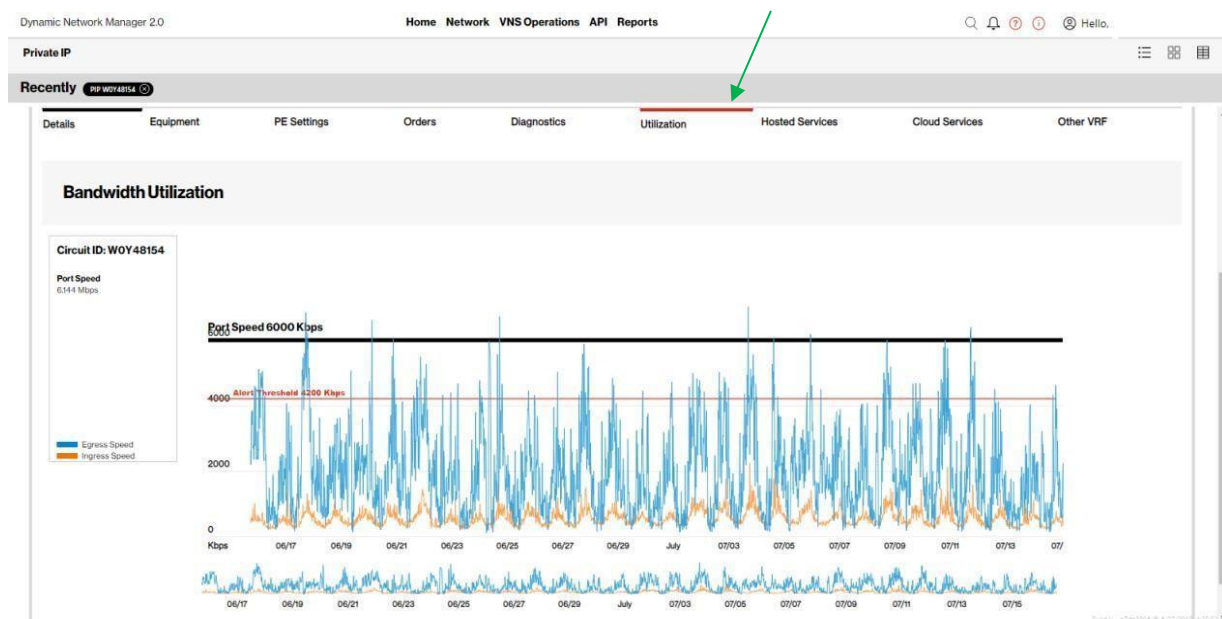 Dynamic Network Manager 2.0
Home Network VNS Operations API Reports
Hello,
Private IP
Recently PIP W0Y48154
Details Equipment PE Settings Orders Diagnostics Utilization Hosted Services Cloud Services Other VRF
Bandwidth Utilization
Circuit ID: W0Y48154
Port Speed
6.144 Mbps
Egress Speed
Ingress Speed
Port Speed 6000 Kbps
6000
Alert Threshold 4200 Kbps
4000
2000
0
Kbps 06/17 06/19 06/21 06/23 06/25 06/27 06/29 July 07/03 07/05 07/07 07/09 07/11 07/13 07/
06/17 06/19 06/21 06/23 06/25 06/27 06/29 July 07/03 07/05 07/07 07/09 07/11 07/13 07/15